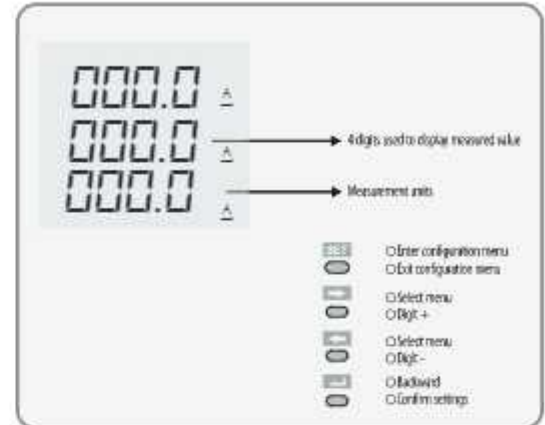 000.0 A
000.0 A
4 digits used to display measured value
000.0 A
Measurement units
SET
Enter configuration menu
Exit configuration menu
Select menu
Digit +
Select menu
Digit -
Backward
Confirm settings